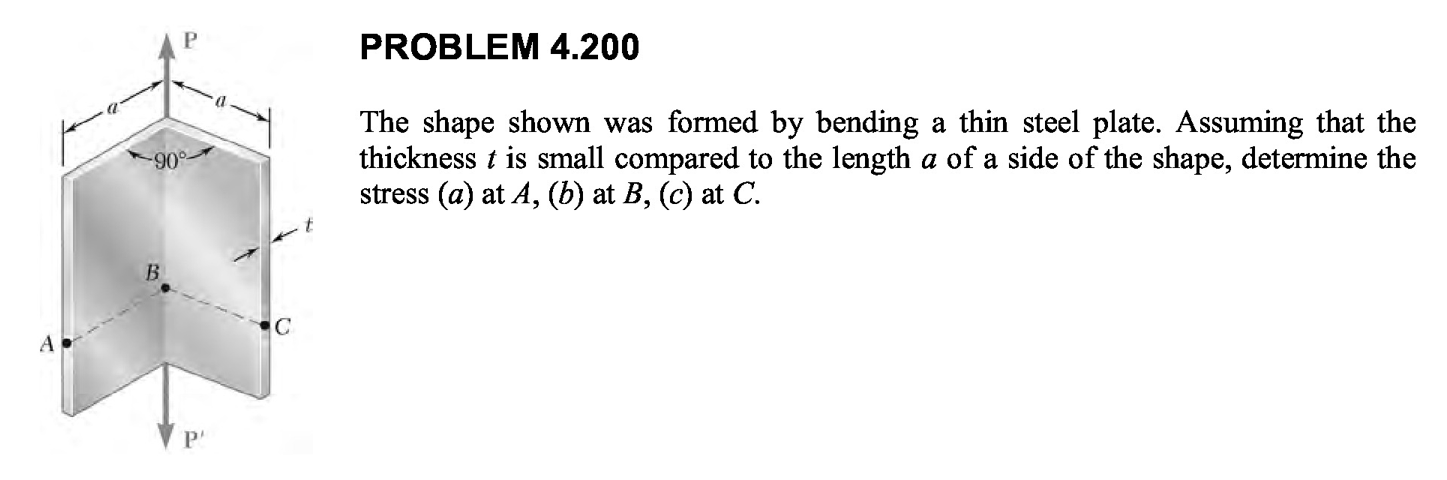 P
PROBLEM 4.200
a
a
The shape shown was formed by bending a thin steel plate. Assuming that the
90°
thickness t is small compared to the length a of a side of the shape, determine the
stress (a) at A, (b) at B, (c) at C.
t
B
C
A
P'